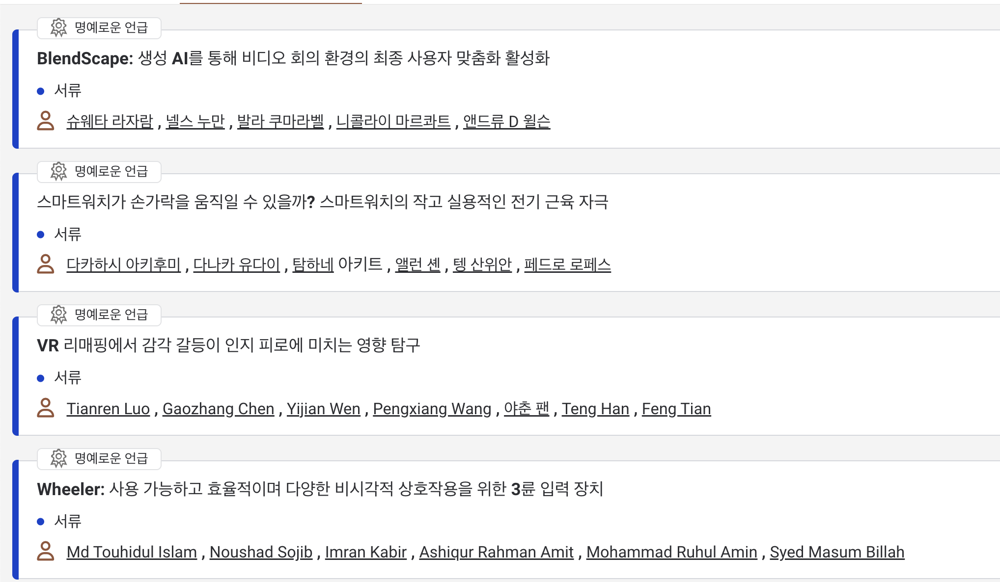 명예로운 언급
BlendScape: 생성 AI를 통해 비디오 회의 환경의 최종 사용자 맞춤화 활성화
서류
슈웨타 라자람 , 넬스 누만 , 발라 쿠마라벨 , 니콜라이 마르콰트 , 앤드류 D 윌슨
명예로운 언급
스마트워치가 손가락을 움직일 수 있을까? 스마트워치의 작고 실용적인 전기 근육 자극
서류
다카하시 아키후미 , 다나카 유다이 , 탐하네 아키트 , 앨런 셴 , 텡 산위안 , 페드로 로페스
명예로운 언급
VR 리매핑에서 감각 갈등이 인지 피로에 미치는 영향 탐구
서류
Tianren Luo , Gaozhang Chen , Yijian Wen , Pengxiang Wang , 야춘 팬 , Teng Han , Feng Tian
명예로운 언급
Wheeler: 사용 가능하고 효율적이며 다양한 비시각적 상호작용을 위한 3륜 입력 장치
서류
Md Touhidul Islam , Noushad Sojib , Imran Kabir , Ashiqur Rahman Amit , Mohammad Ruhul Amin , Syed Masum Billah